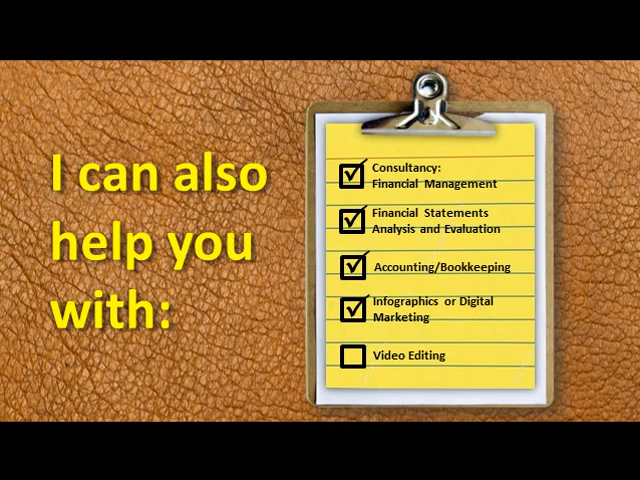 I can also
help you
with:
Consultancy:
Financial Management
Financial Statements
Analysis and Evaluation
Accounting/Bookkeeping
Infographics or Digital
Marketing
Video Editing